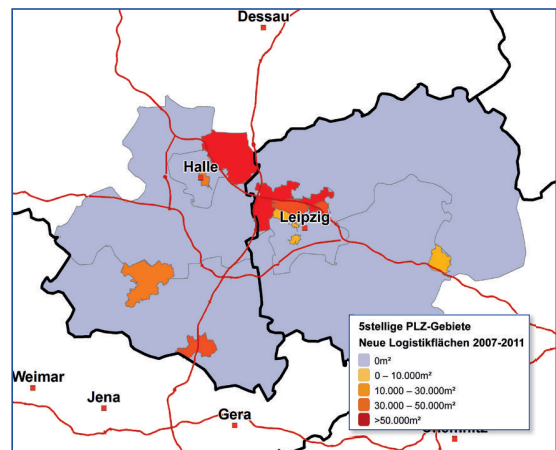 Dessau
Halle
Leipzig
5stellige PLZ-Gebiete
Neue Logistikflächen 2007-2011
0m²
0 – 10.000m²
10.000 – 30.000m²
30.000 – 50.000m²
>50.000m²
Weimar
Jena
Gera